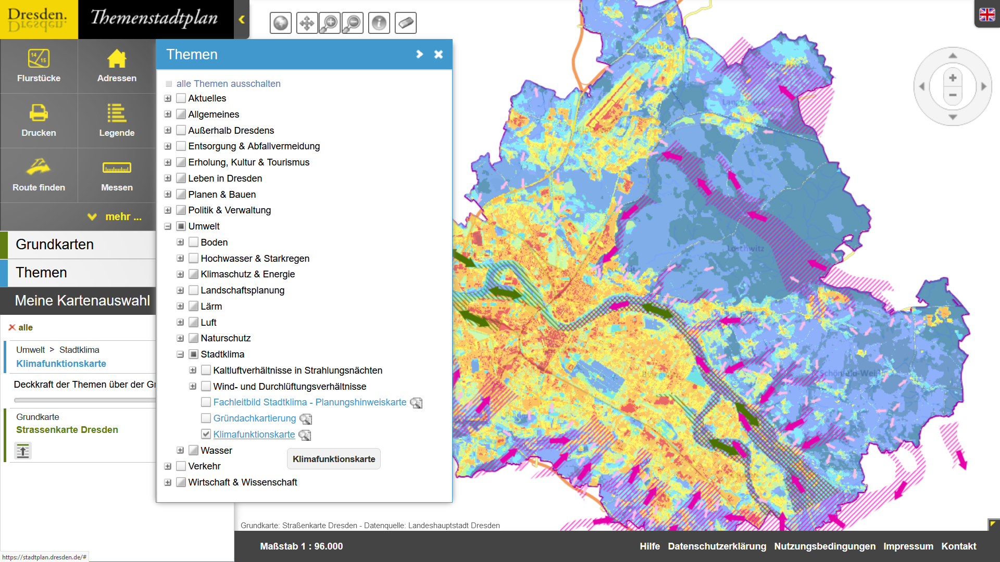 Dresden.
Themenstadtplan
Flurstücke
Adressen
Drucken
Legende
Route finden
Messen
mehr ...
Grundkarten
Themen
Meine Kartenauswahl
alle
Umwelt > Stadtklima
Klimafunktionskarte
Deckkraft der Themen über der Gr
Grundkarte
Strassenkarte Dresden
Themen
alle Themen ausschalten
Aktuelles
Allgemeines
Außerhalb Dresdens
Entsorgung & Abfallvermeidung
Erholung, Kultur & Tourismus
Leben in Dresden
Planen & Bauen
Politik & Verwaltung
Umwelt
Boden
Hochwasser & Starkregen
Klimaschutz & Energie
Landschaftsplanung
Lärm
Luft
Naturschutz
Stadtklima
Kaltluftverhältnisse in Strahlungsnächten
Wind- und Durchlüftungsverhältnisse
Fachleitbild Stadtklima - Planungshinweiskarte
Gründachkartierung
Klimafunktionskarte
Wasser
Klimafunktionskarte
Verkehr
Wirtschaft & Wissenschaft
Loschwitz
Grundkarte: Straßenkarte Dresden - Datenquelle: Landeshauptstadt Dresden
Maßstab 1 : 96.000
Hilfe Datenschutzerklärung Nutzungsbedingungen Impressum Kontakt
https://stadtplan.dresden.de/#